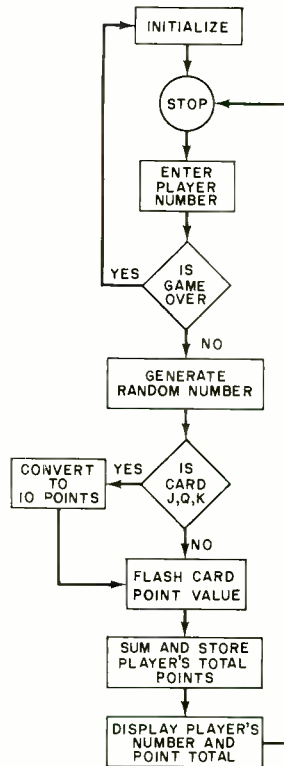 INITIALIZE
STOP
ENTER
PLAYER
NUMBER
YES
IS
GAME
OVER
NO
GENERATE
RANDOM NUMBER
CONVERT
TO
10 POINTS
YES
IS
CARD
J,Q,K
NO
FLASH CARD
POINT VALUE
SUM AND STORE
PLAYER'S TOTAL
POINTS
DISPLAY PLAYER'S
NUMBER AND
POINT TOTAL